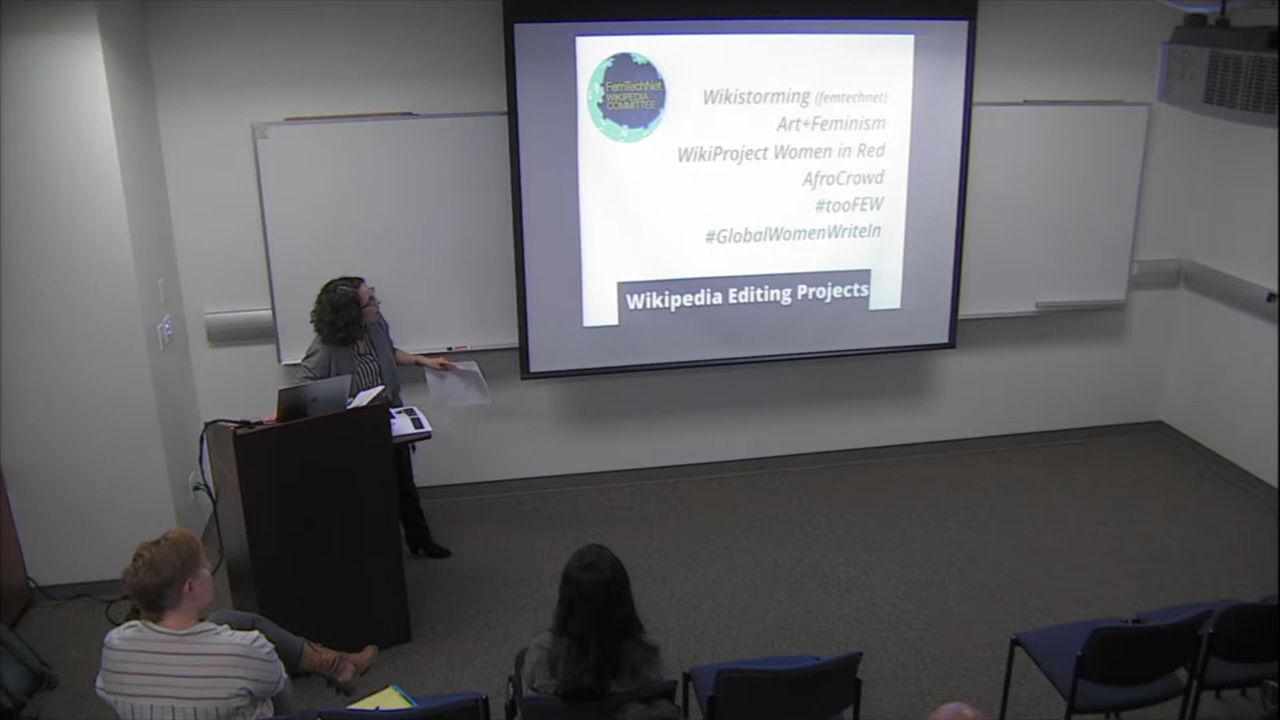 FemTechNet
WIKIPEDIA
COMMITTEE
Wikistorming (femtechnet)
Art+Feminism
WikiProject Women in Red
AfroCrowd
#tooFEW
#GlobalWomenWriteIn
Wikipedia Editing Projects